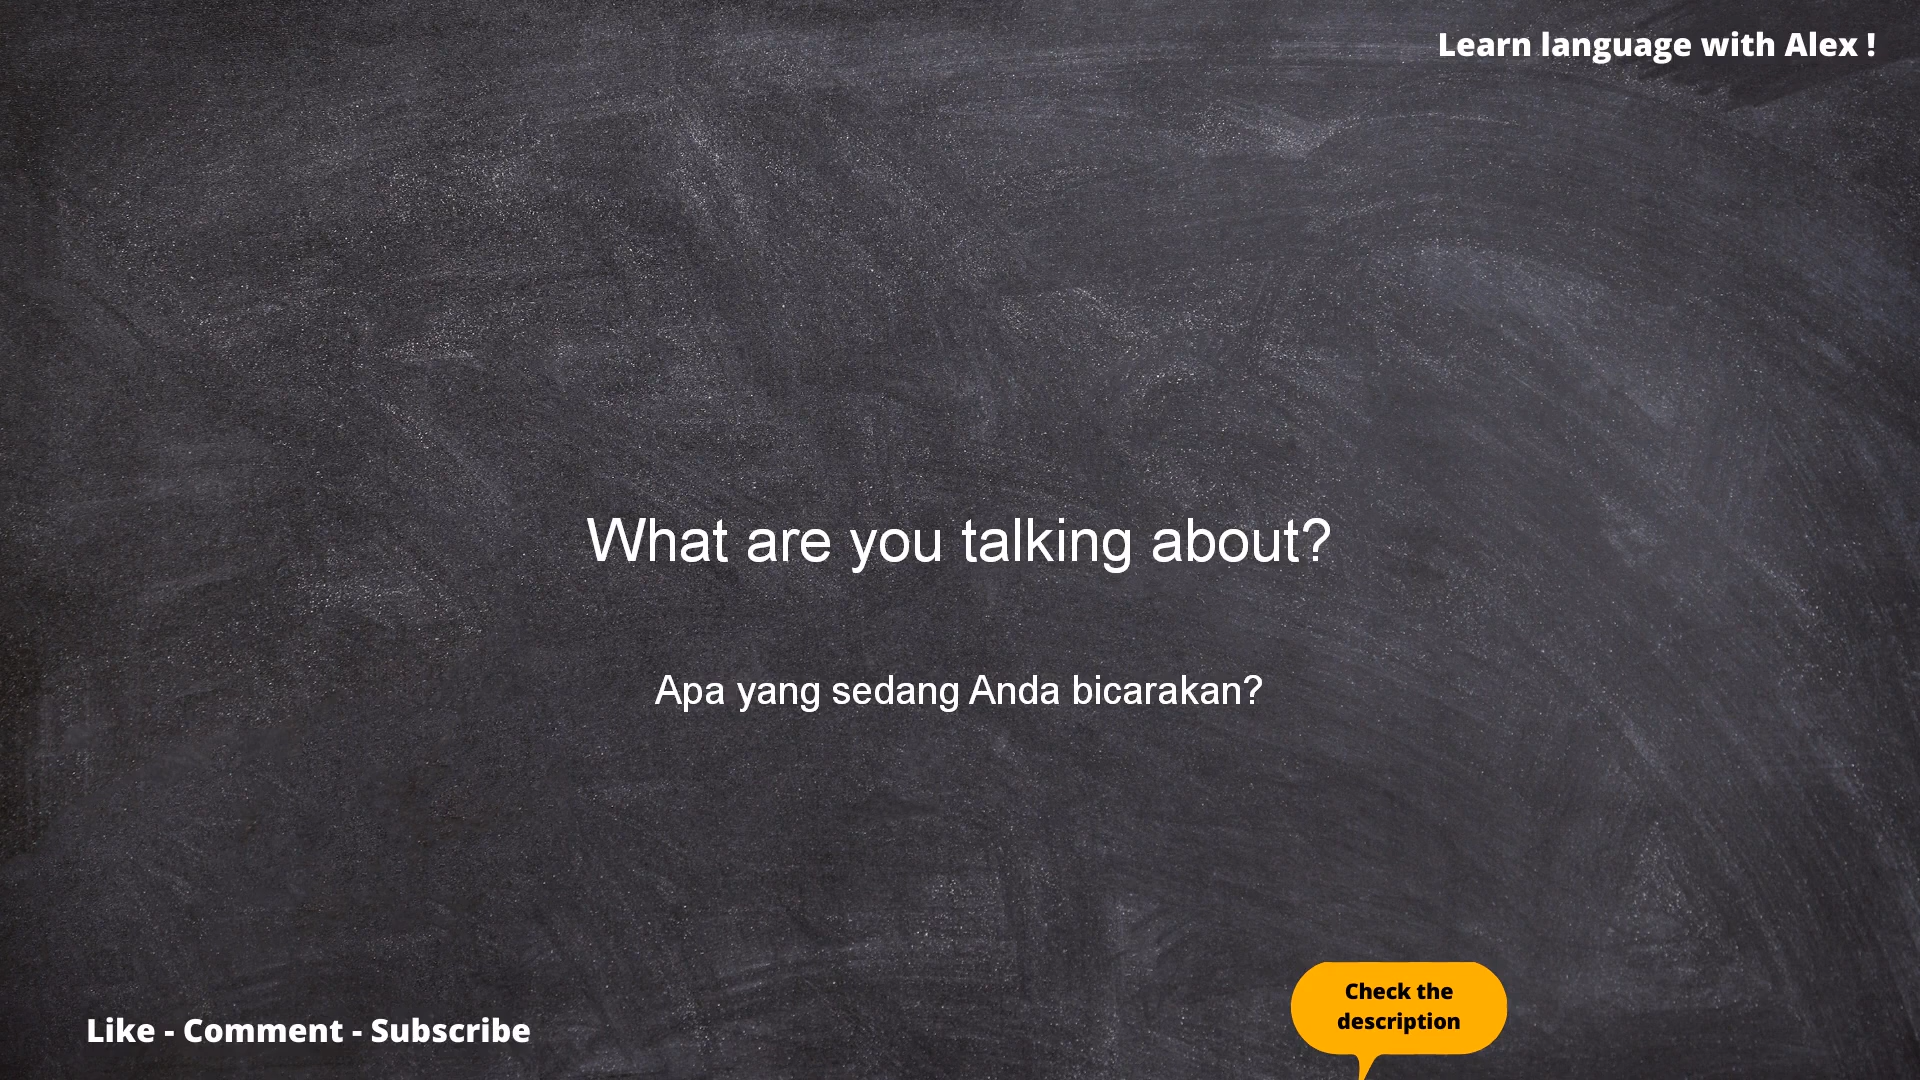 Learn language with Alex !
What are you talking about?
Apa yang sedang Anda bicarakan?
Check the
description
Like - Comment - Subscribe